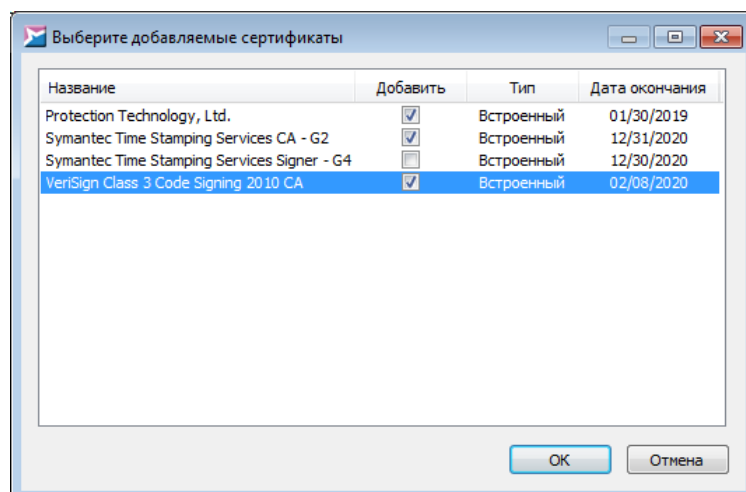 Выберите добавляемые сертификаты
Название Добавить Тип Дата окончания
Protection Technology, Ltd. Встроенный 01/30/2019
Symantec Time Stamping Services CA - G2 Встроенный 12/31/2020
Symantec Time Stamping Services Signer - G4 Встроенный 12/30/2020
VeriSign Class 3 Code Signing 2010 CA Встроенный 02/08/2020
ОК Отмена